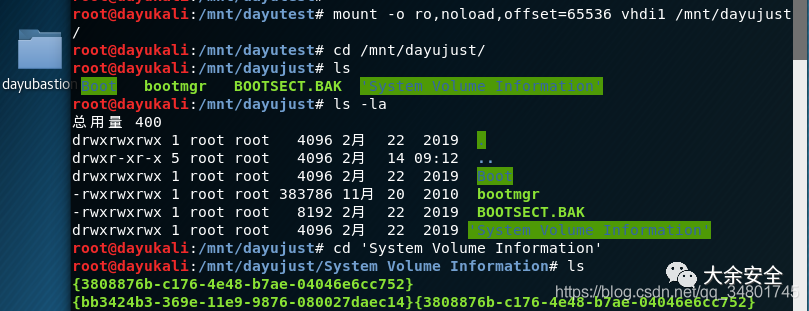 root@dayukali:/mnt/dayutest#
root@dayukali:/mnt/dayutest# mount -o ro,noload,offset=65536 vhdi1 /mnt/dayujust
/
root@dayukali:/mnt/dayutest# cd /mnt/dayujust/
root@dayukali:/mnt/dayujust# ls
Boot bootmgr BOOTSECT.BAK 'System Volume Information'
root@dayukali:/mnt/dayujust# ls -la
总用量 400
drwxrwxrwx 1 root root 4096 2月 22 2019 .
drwxr-xr-x 5 root root 4096 2月 14 09:12 ..
drwxrwxrwx 1 root root 4096 2月 22 2019 Boot
-rwxrwxrwx 1 root root 383786 11月 20 2010 bootmgr
-rwxrwxrwx 1 root root 8192 2月 22 2019 BOOTSECT.BAK
drwxrwxrwx 1 root root 4096 2月 22 2019 'System Volume Information'
root@dayukali:/mnt/dayujust# cd 'System Volume Information'
root@dayukali:/mnt/dayujust/System Volume Information# ls
{3808876b-c176-4e48-b7ae-04046e6cc752}
{bb3424b3-369e-11e9-9876-080027daec14}{3808876b-c176-4e48-b7ae-04046e6cc752}
dayubastion
大余安全
https://blog.csdn.net/qq_34801745